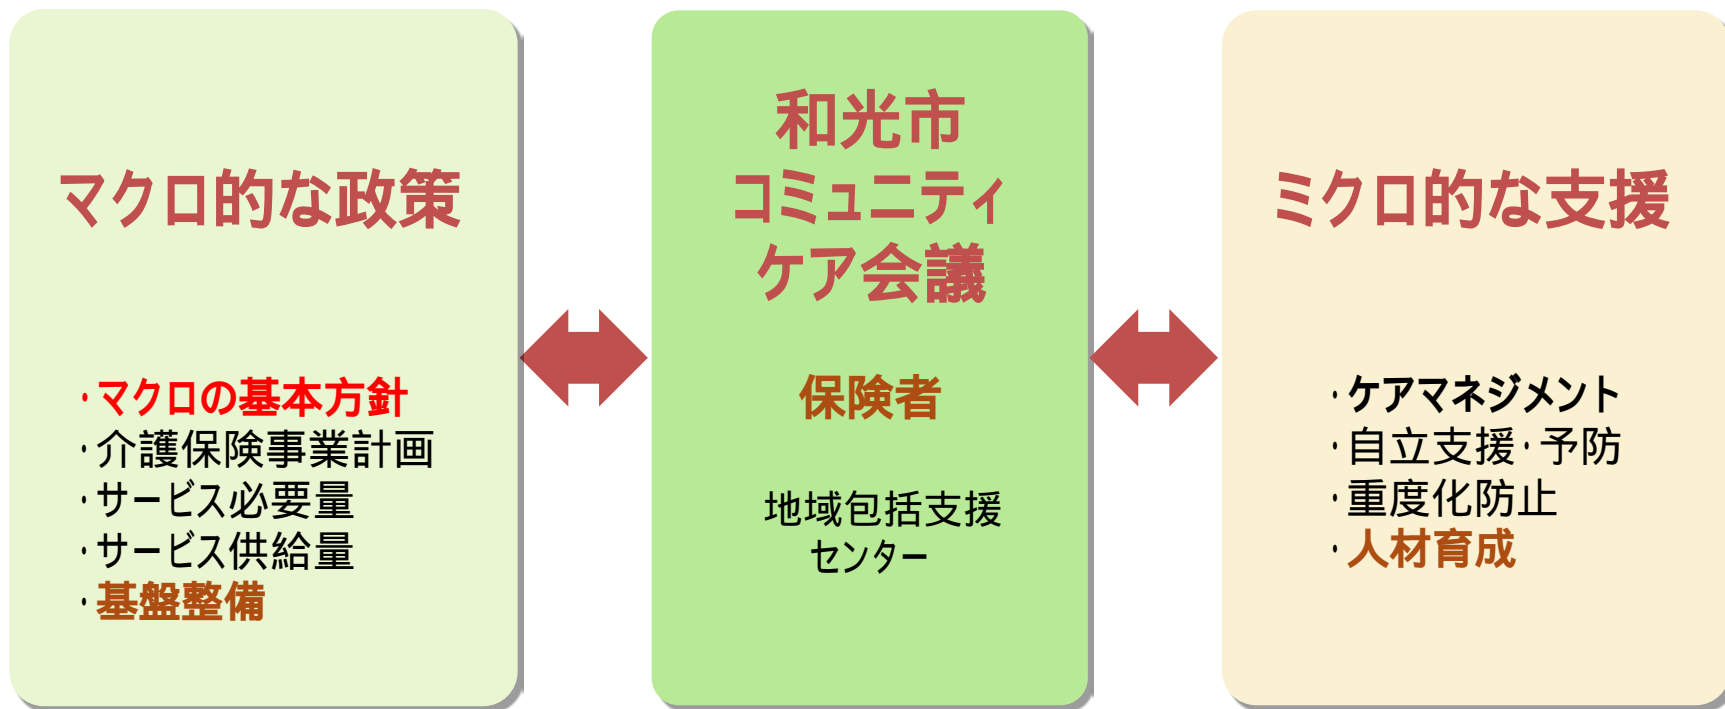 マクロ的な政策
・マクロの基本方針
・介護保険事業計画
・サービス必要量
・サービス供給量
・基盤整備
和光市
コミュニティ
ケア会議
保険者
地域包括支援
センター
ミクロ的な支援
・ケアマネジメント
・自立支援・予防
・重度化防止
・人材育成